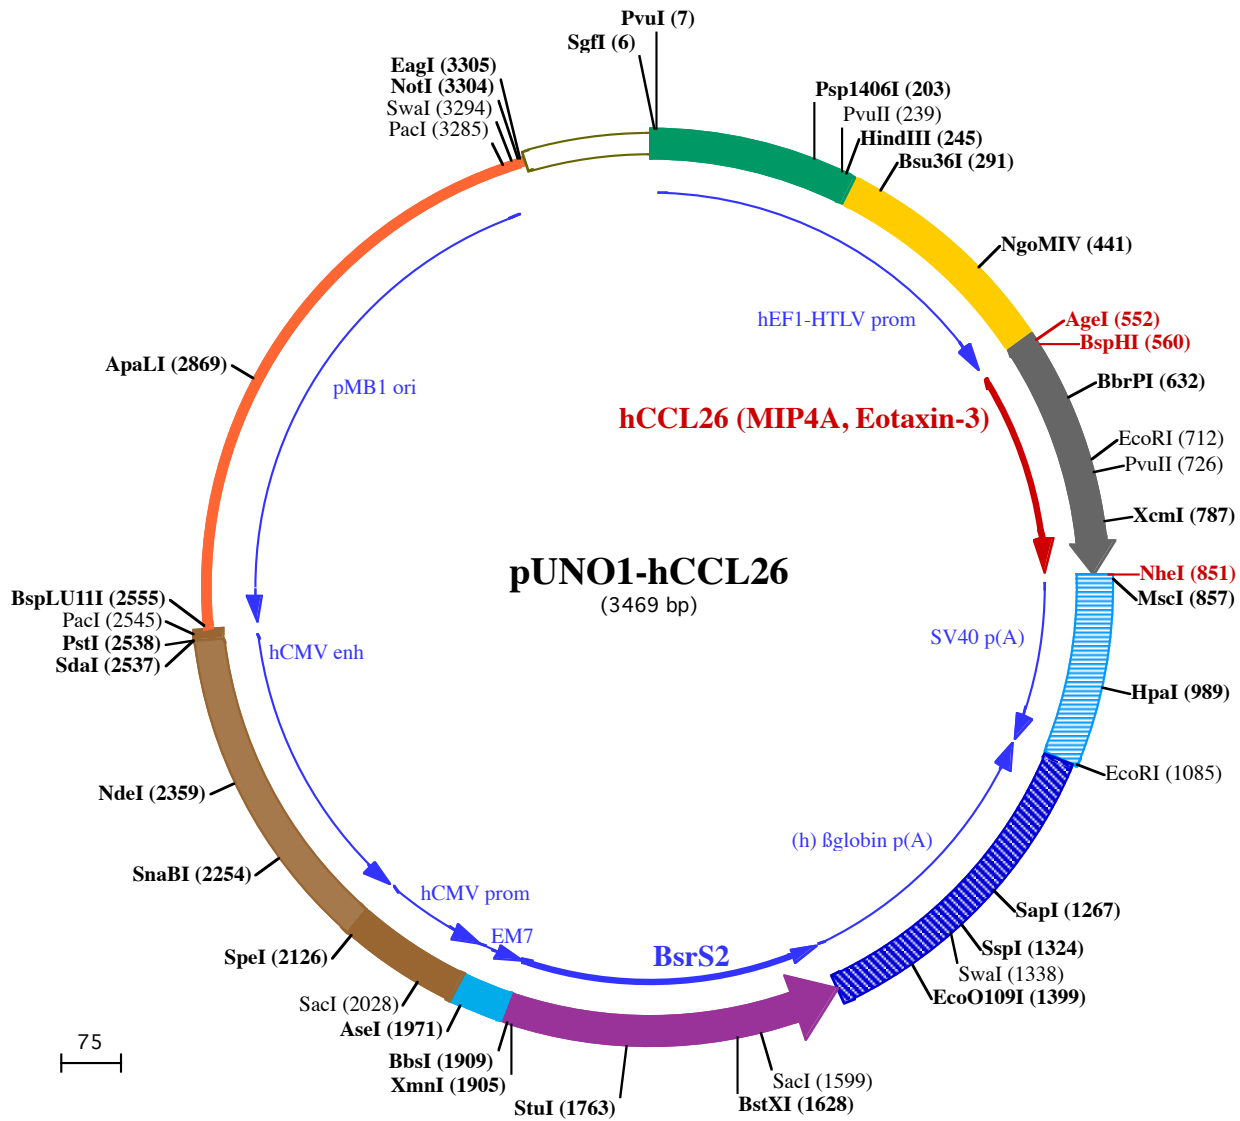 PvuI (7)
SgfI (6)
EagI (3305)
NotI (3304)
SwaI (3294)
PacI (3285)
Psp1406I (203)
PvuII (239)
HindIII (245)
Bsu36I (291)
NgoMIV (441)
hEF1-HTLV prom
AgeI (552)
BspHI (560)
ApaLI (2869)
pMB1 ori
BbrPI (632)
hCCL26 (MIP4A, Eotaxin-3)
EcoRI (712)
PvuII (726)
XcmI (787)
pUNO1-hCCL26
(3469 bp)
NheI (851)
MscI (857)
BspLU11I (2555)
PacI (2545)
PstI (2538)
SdaI (2537)
hCMV enh
SV40 p(A)
HpaI (989)
EcoRI (1085)
NdeI (2359)
(h) ßglobin p(A)
SnaBI (2254)
hCMV prom
SapI (1267)
EM7
BsrS2
SspI (1324)
SpeI (2126)
SwaI (1338)
EcoO109I (1399)
SacI (2028)
AseI (1971)
75
BbsI (1909)
XmnI (1905)
SacI (1599)
StuI (1763)
BstXI (1628)